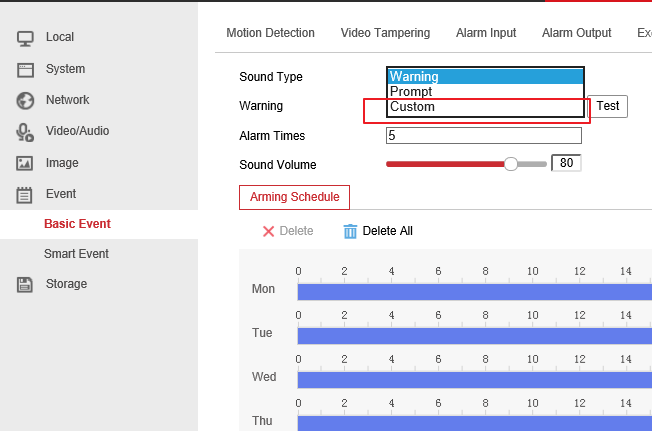 Local
System
Network
Video/Audio
Image
Event
Basic Event
Smart Event
Storage
Motion Detection Video Tampering Alarm Input Alarm Output
Sound Type Warning
Prompt
Custom
Warning Test
Alarm Times 5
Sound Volume 80
Arming Schedule
Delete Delete All
0 2 4 6 8 10 12 14
Mon
0 2 4 6 8 10 12 14
Tue
0 2 4 6 8 10 12 14
Wed
0 2 4 6 8 10 12 14
Thu